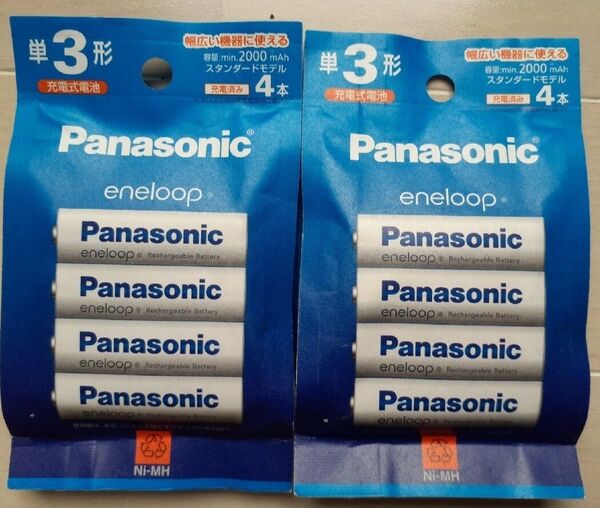 単3形
充電式電池
幅広い機器に使える
容量:min.2000 mAh
スタンダードモデル
充電済み 4本
Panasonic®
eneloop®
Panasonic
eneloop® Rechargeable Battery
Panasonic
eneloop® Rechargeable Battery
Panasonic
eneloop® Rechargeable Battery
Panasonic
eneloop® Rechargeable Battery
Ni-MH
単3形
充電式電池
幅広い機器に使える
容量:min.2000 mAh
スタンダードモデル
充電済み 4本
Panasonic®
eneloop®
Panasonic
eneloop® Rechargeable Battery
Panasonic
eneloop® Rechargeable Battery
Panasonic
eneloop® Rechargeable Battery
Panasonic
eneloop® Rechargeable Battery
Ni-MH